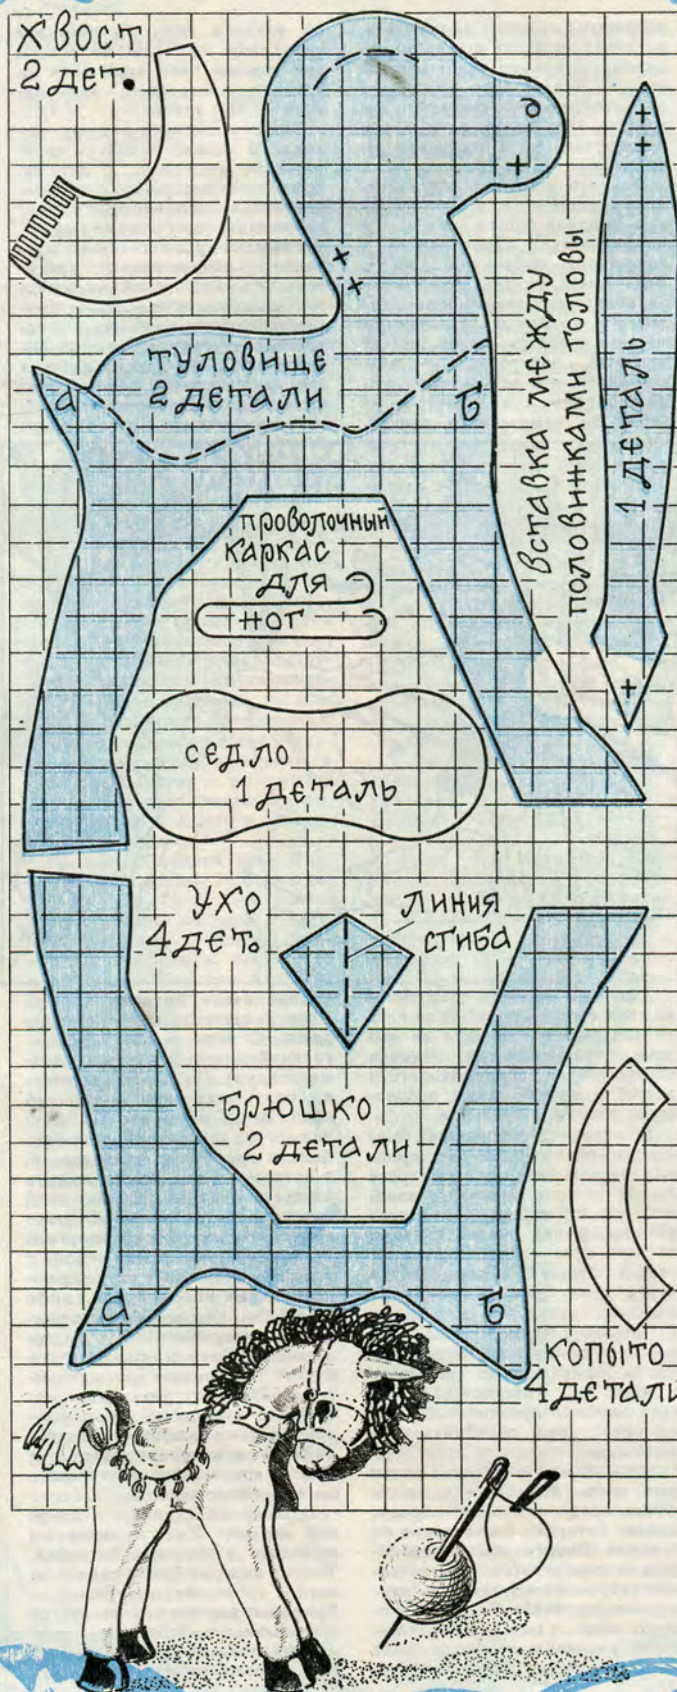 хвост
2 дет.
туловище
2 детали
а
б
вставка между
половинками головы
1 деталь
проволочный
каркас
для
ног
седло
1 деталь
ухо
4 дет.
линия
сгиба
брюшко
2 детали
а
б
копыто
4 детали